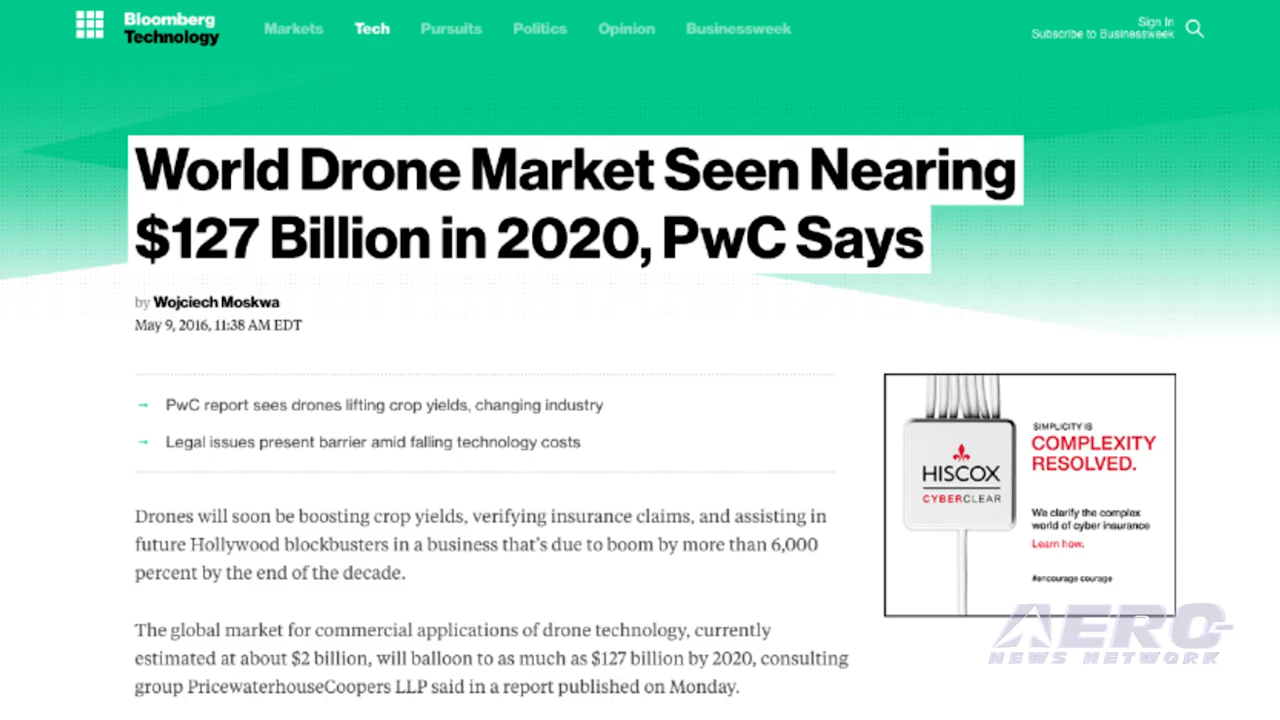 Bloomberg
Technology
Markets Tech Pursuits Politics Opinion Businessweek
Sign In
Subscribe to Businessweek
World Drone Market Seen Nearing
$127 Billion in 2020, PwC Says
by Wojciech Moskwa
May 9, 2016, 11:38 AM EDT
→ PwC report sees drones lifting crop yields, changing industry
→ Legal issues present barrier amid falling technology costs
Drones will soon be boosting crop yields, verifying insurance claims, and assisting in
future Hollywood blockbusters in a business that's due to boom by more than 6,000
percent by the end of the decade.
The global market for commercial applications of drone technology, currently
estimated at about $2 billion, will balloon to as much as $127 billion by 2020, consulting
group PricewaterhouseCoopers LLP said in a report published on Monday.
HISCOX
CYBERCLEAR
SIMPLICITY IS
COMPLEXITY
RESOLVED.
We clarify the complex
world of cyber insurance
Learn how.
#encourage courage
AERO
NEWS NETWORK